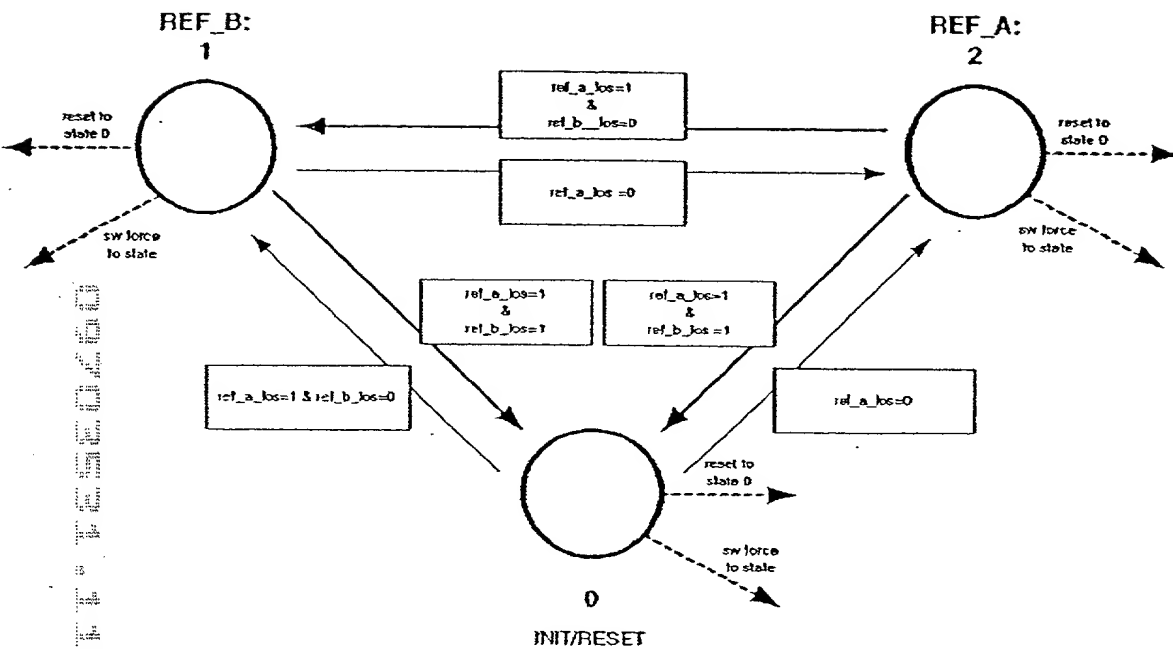 REF_B:
1
REF_A:
2
ref_a_los=1
&
ref_b__los=0
reset to
state 0
reset to
state 0
ref_a_los =0
sw force
to state
sw force
to state
ref_a_los=1
&
ref_b_los=1
ref_a_los=1
&
ref_b_los =1
ref_a_los=1 & ref_b_los=0
ref_a_los=0
reset to
state 0
sw force
to state
0
INIT/RESET